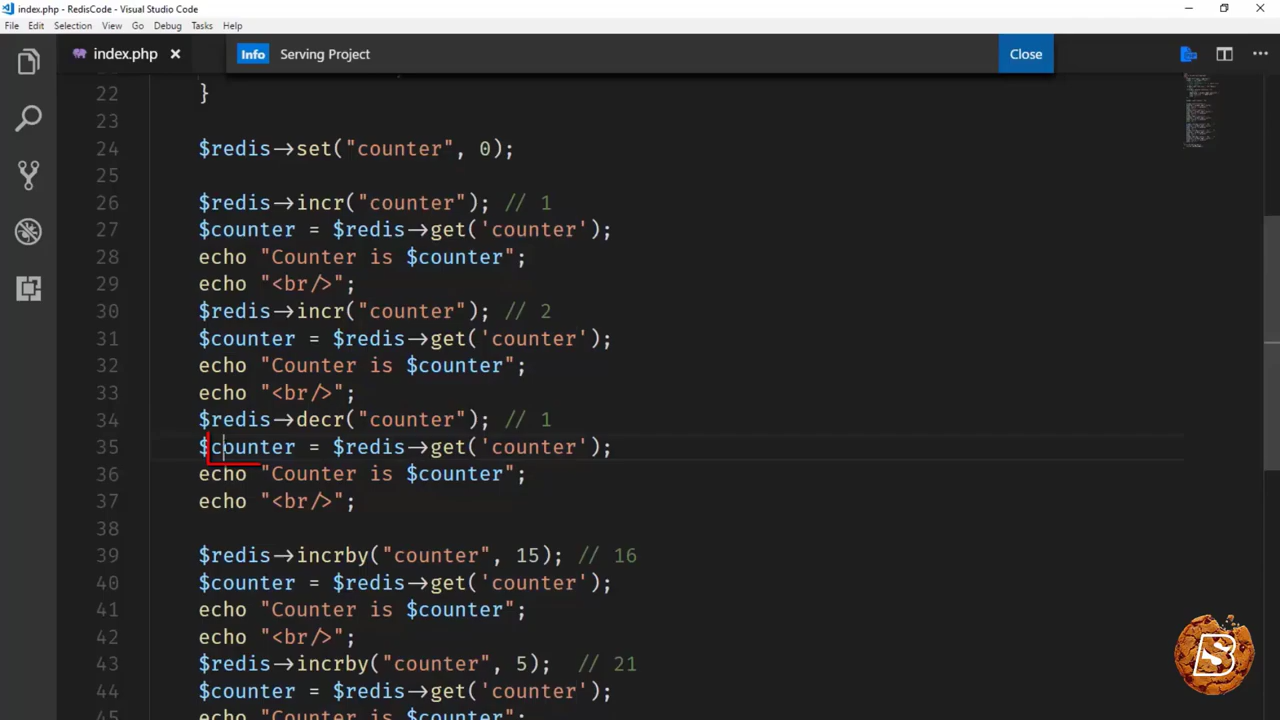 index.php - RedisCode - Visual Studio Code
File Edit Selection View Go Debug Tasks Help
index.php
Info Serving Project Close
22 }
23
24 $redis->set("counter", 0);
25
26 $redis->incr("counter"); // 1
27 $counter = $redis->get('counter');
28 echo "Counter is $counter";
29 echo "<br/>";
30 $redis->incr("counter"); // 2
31 $counter = $redis->get('counter');
32 echo "Counter is $counter";
33 echo "<br/>";
34 $redis->decr("counter"); // 1
35 $counter = $redis->get('counter');
36 echo "Counter is $counter";
37 echo "<br/>";
38
39 $redis->incrby("counter", 15); // 16
40 $counter = $redis->get('counter');
41 echo "Counter is $counter";
42 echo "<br/>";
43 $redis->incrby("counter", 5); // 21
44 $counter = $redis->get('counter');
45 echo "Counter is $counter";